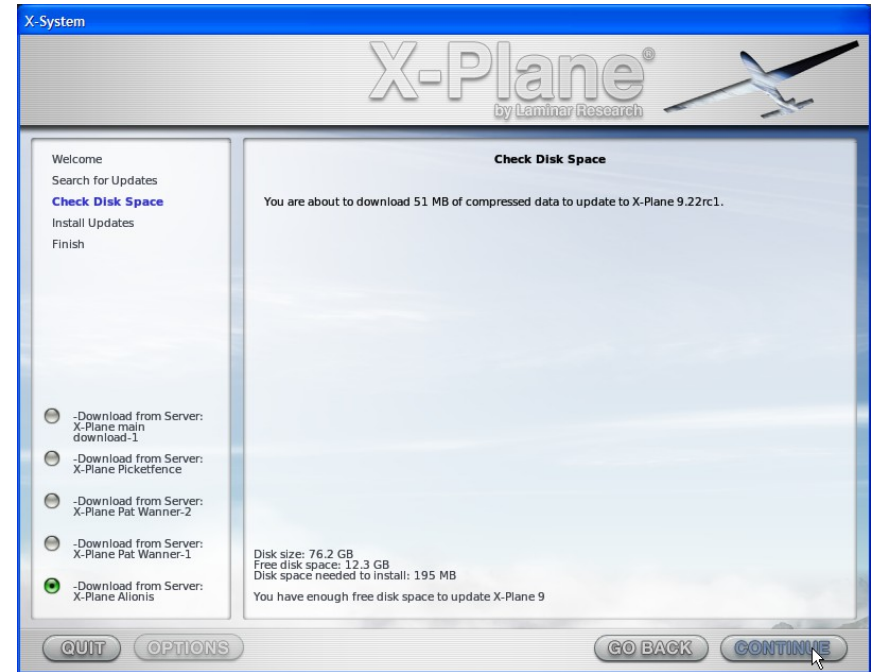 X-System
X-Plane®
by Laminar Research
Welcome
Search for Updates
Check Disk Space
Install Updates
Finish
-Download from Server:
X-Plane main
download-1
-Download from Server:
X-Plane Picketfence
-Download from Server:
X-Plane Pat Wanner-2
-Download from Server:
X-Plane Pat Wanner-1
-Download from Server:
X-Plane Alionis
Check Disk Space
You are about to download 51 MB of compressed data to update to X-Plane 9.22rc1.
Disk size: 76.2 GB
Free disk space: 12.3 GB
Disk space needed to install: 195 MB
You have enough free disk space to update X-Plane 9
QUIT
OPTIONS
GO BACK
CONTINUE